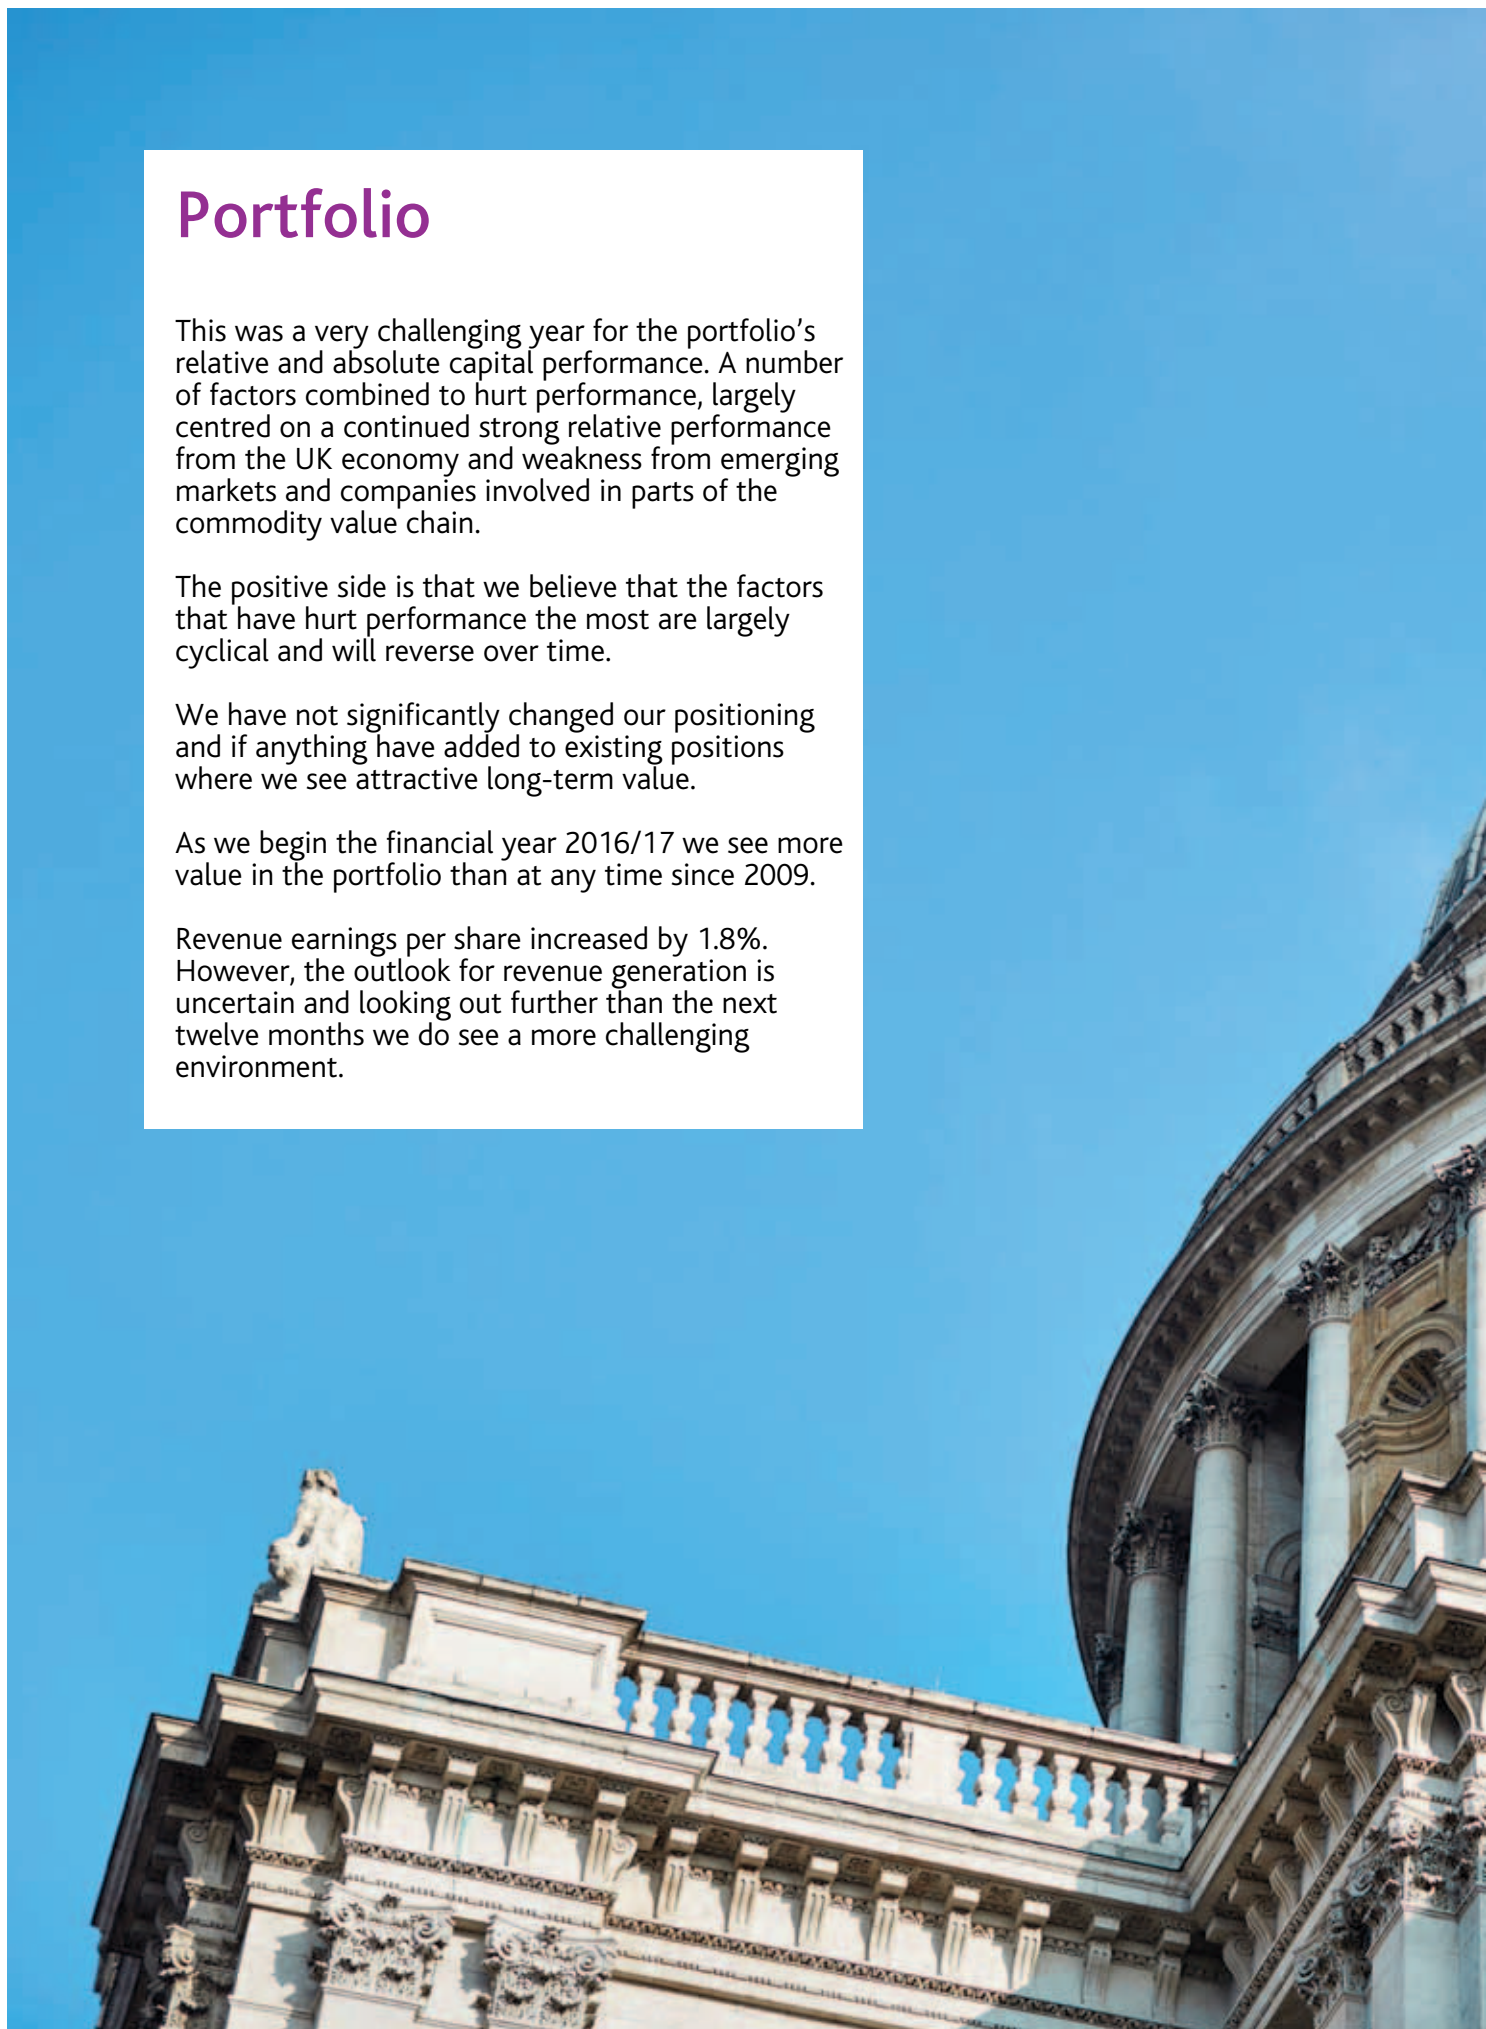 Portfolio
This was a very challenging year for the portfolio’s
relative and absolute capital performance. A number
of factors combined to hurt performance, largely
centred on a continued strong relative performance
from the UK economy and weakness from emerging
markets and companies involved in parts of the
commodity value chain.
The positive side is that we believe that the factors
that have hurt performance the most are largely
cyclical and will reverse over time.
We have not significantly changed our positioning
and if anything have added to existing positions
where we see attractive long-term value.
As we begin the financial year 2016/17 we see more
value in the portfolio than at any time since 2009.
Revenue earnings per share increased by 1.8%.
However, the outlook for revenue generation is
uncertain and looking out further than the next
twelve months we do see a more challenging
environment.